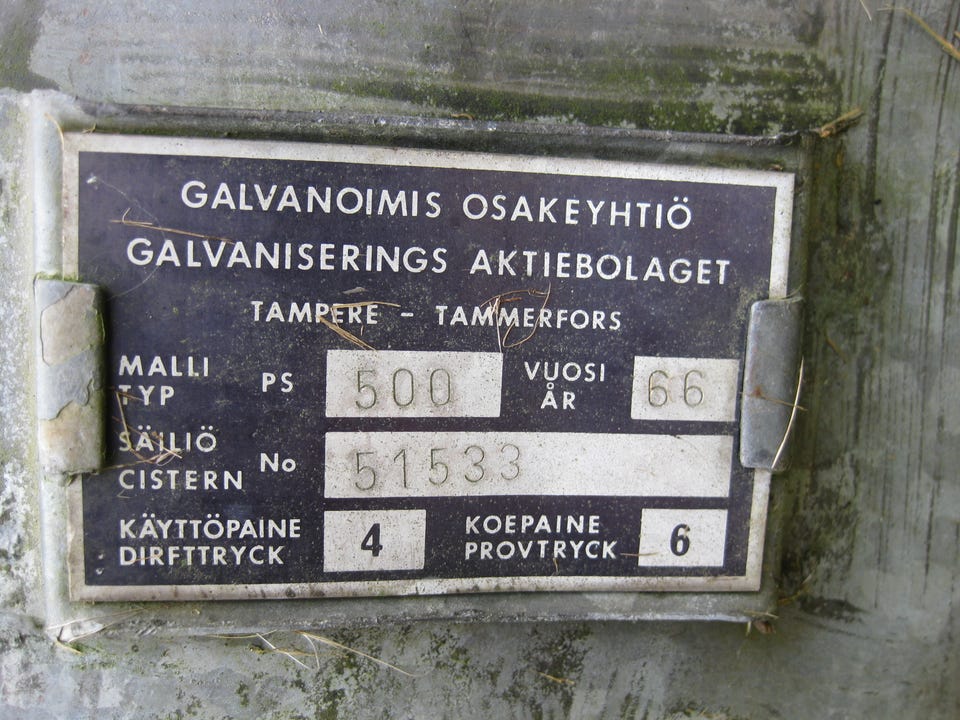 GALVANOIMIS OSAKEYHTIÖ
GALVANISERINGS AKTIEBOLAGET
TAMPERE – TAMMERFORS
MALLI TYP PS 500 VUOSI ÅR 66
SÄILIÖ CISTERN No 51533
KÄYTTÖPAINE 4 KOEPAINE 6
DIRFTTRYCK PROVTRYCK